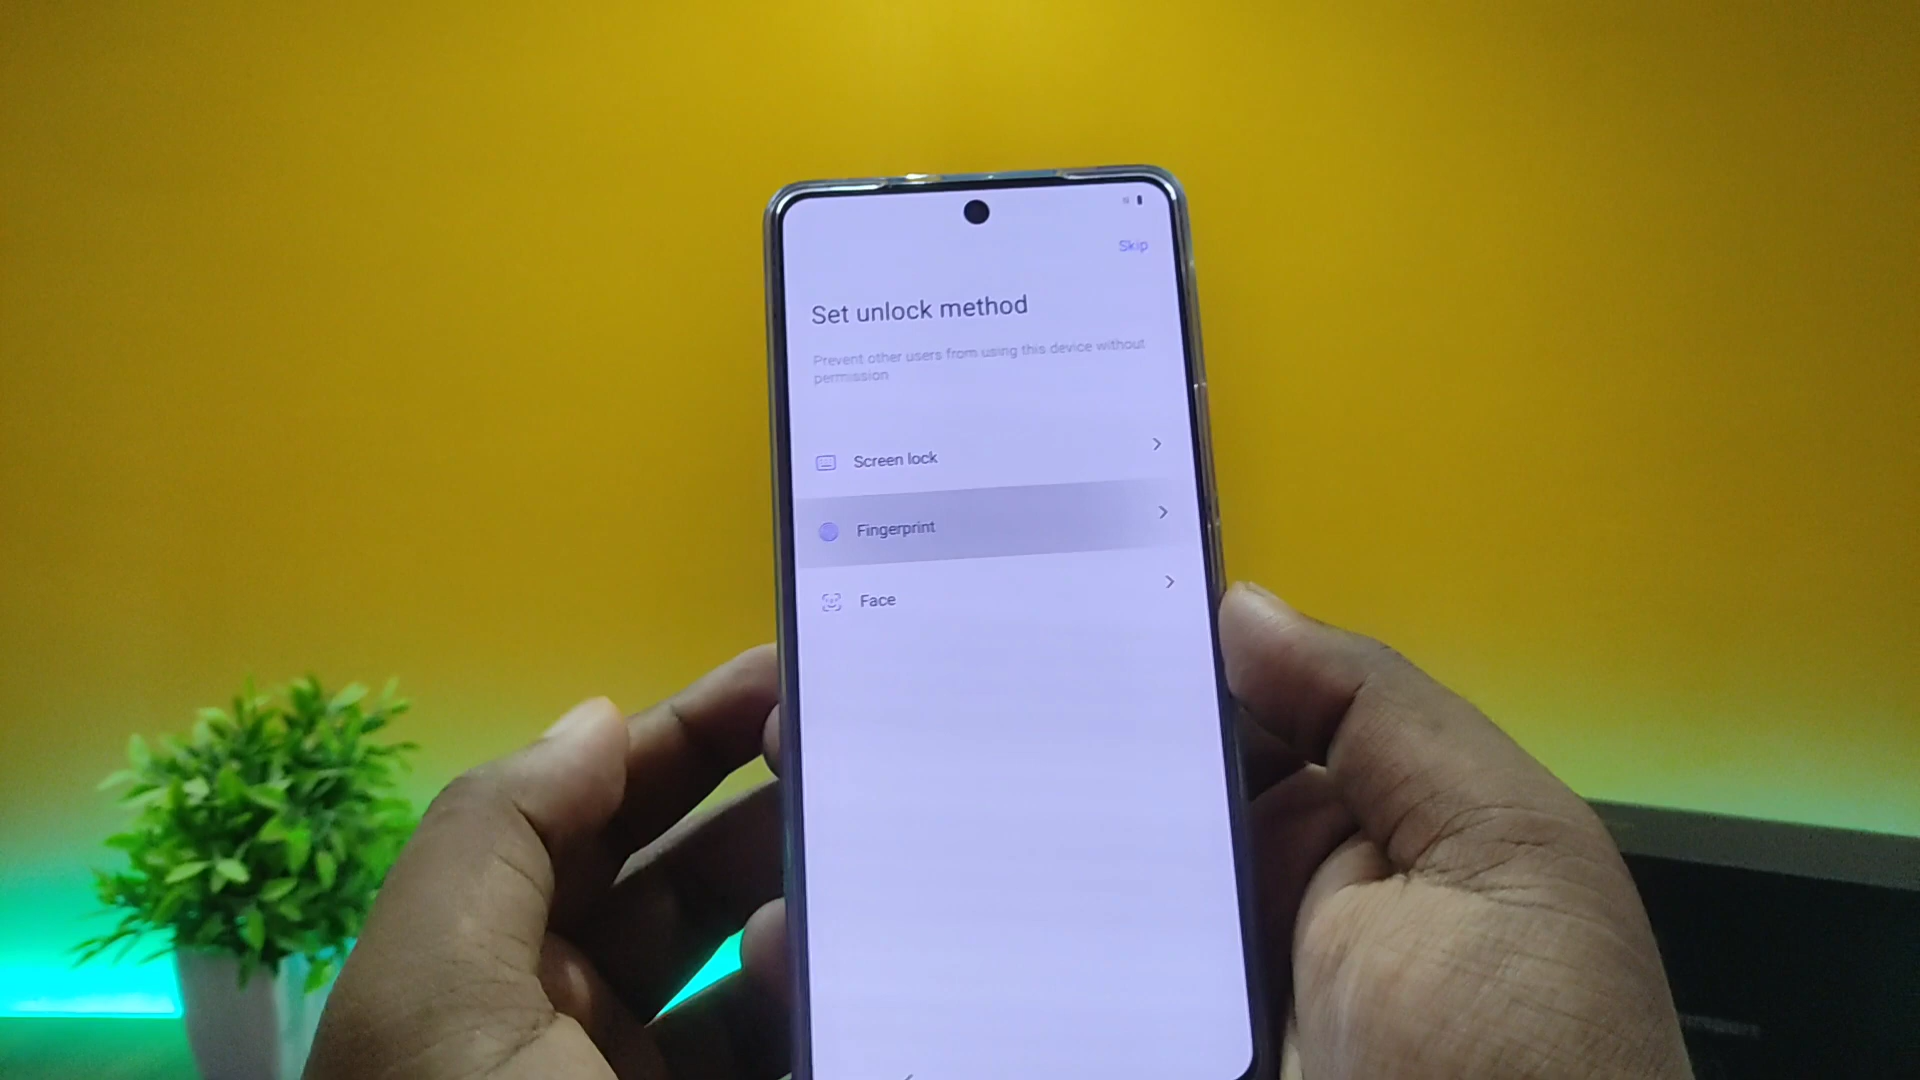 Skip
Set unlock method
Prevent other users from using this device without
permission
Screen lock
Fingerprint
Face